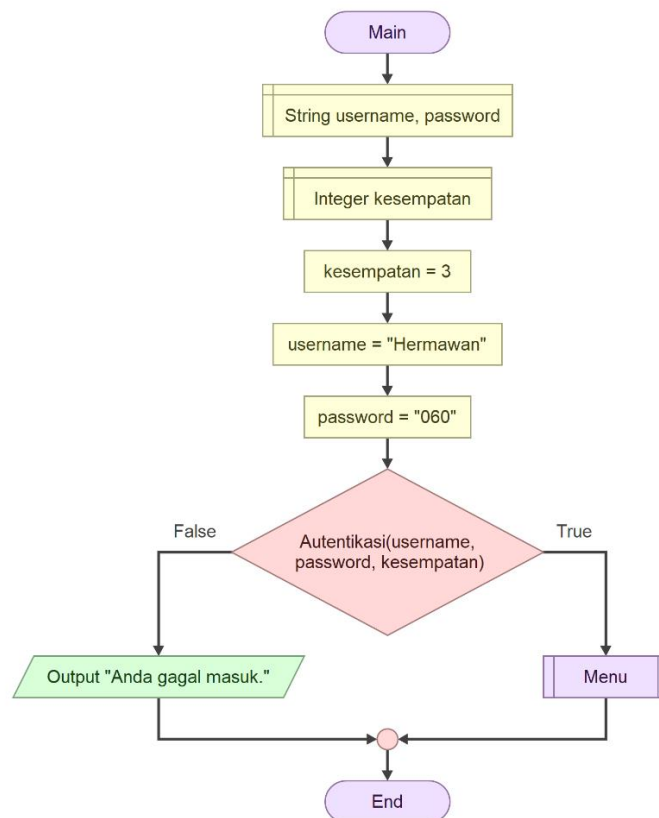 Main
String username, password
Integer kesempatan
kesempatan = 3
username = "Hermawan"
password = "060"
Autentikasi(username,
password, kesempatan)
False
True
Output "Anda gagal masuk."
Menu
End